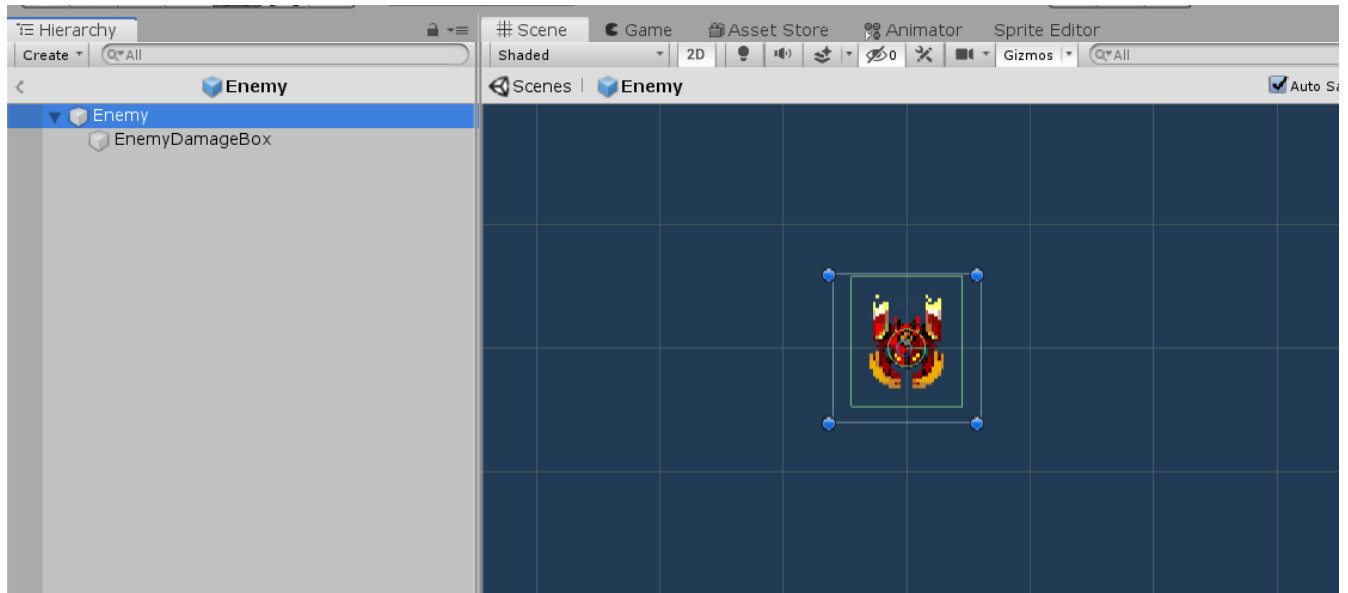 Hierarchy
Create All
Enemy
Enemy
EnemyDamageBox
Scene Game Asset Store Animator Sprite Editor
Shaded 2D 0 Gizmos All
Scenes Enemy Auto Sa